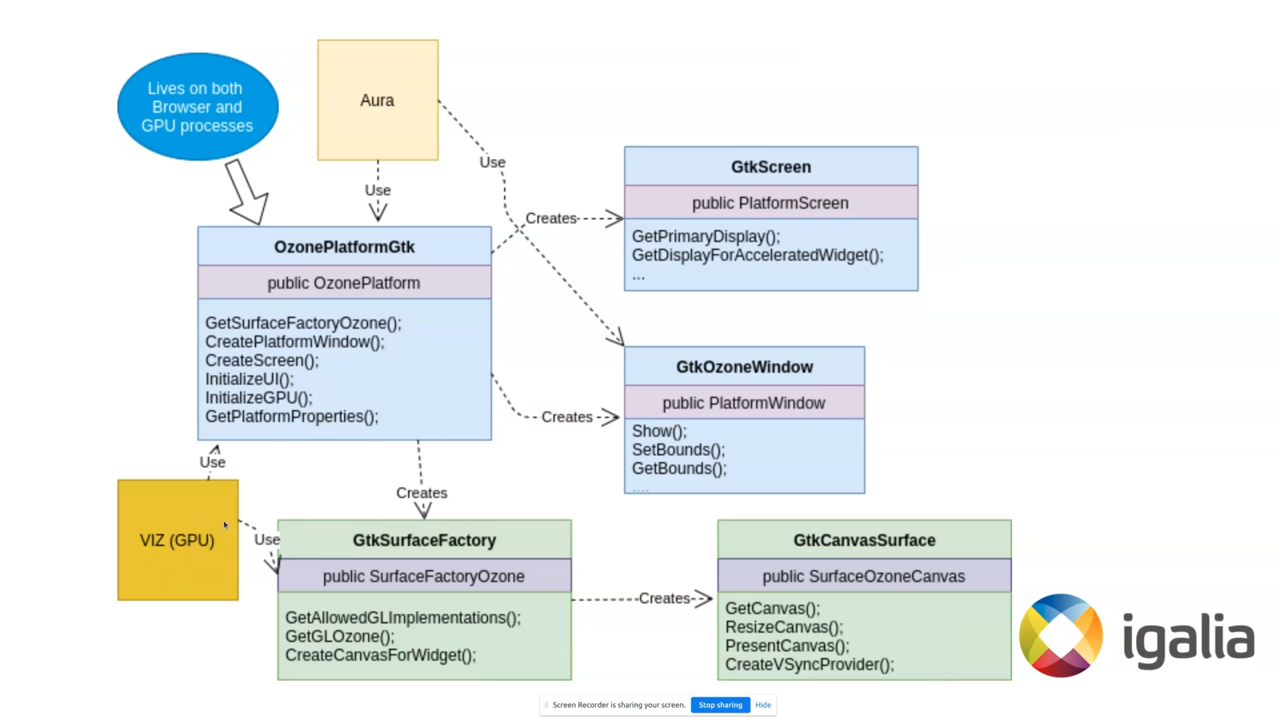 Lives on both
Browser and
GPU processes
Aura
Use
Use
GtkScreen
public PlatformScreen
GetPrimaryDisplay();
GetDisplayForAcceleratedWidget();
...
Creates
OzonePlatformGtk
public OzonePlatform
GetSurfaceFactoryOzone();
CreatePlatformWindow();
CreateScreen();
InitializeUI();
InitializeGPU();
GetPlatformProperties();
GtkOzoneWindow
public PlatformWindow
Show();
SetBounds();
GetBounds();
....
Creates
Use
Creates
VIZ (GPU)
Use
GtkSurfaceFactory
public SurfaceFactoryOzone
GetAllowedGLImplementations();
GetGLOzone();
CreateCanvasForWidget();
Creates
GtkCanvasSurface
public SurfaceOzoneCanvas
GetCanvas();
ResizeCanvas();
PresentCanvas();
CreateVSyncProvider();
igalia
Screen Recorder is sharing your screen.
Stop sharing
Hide